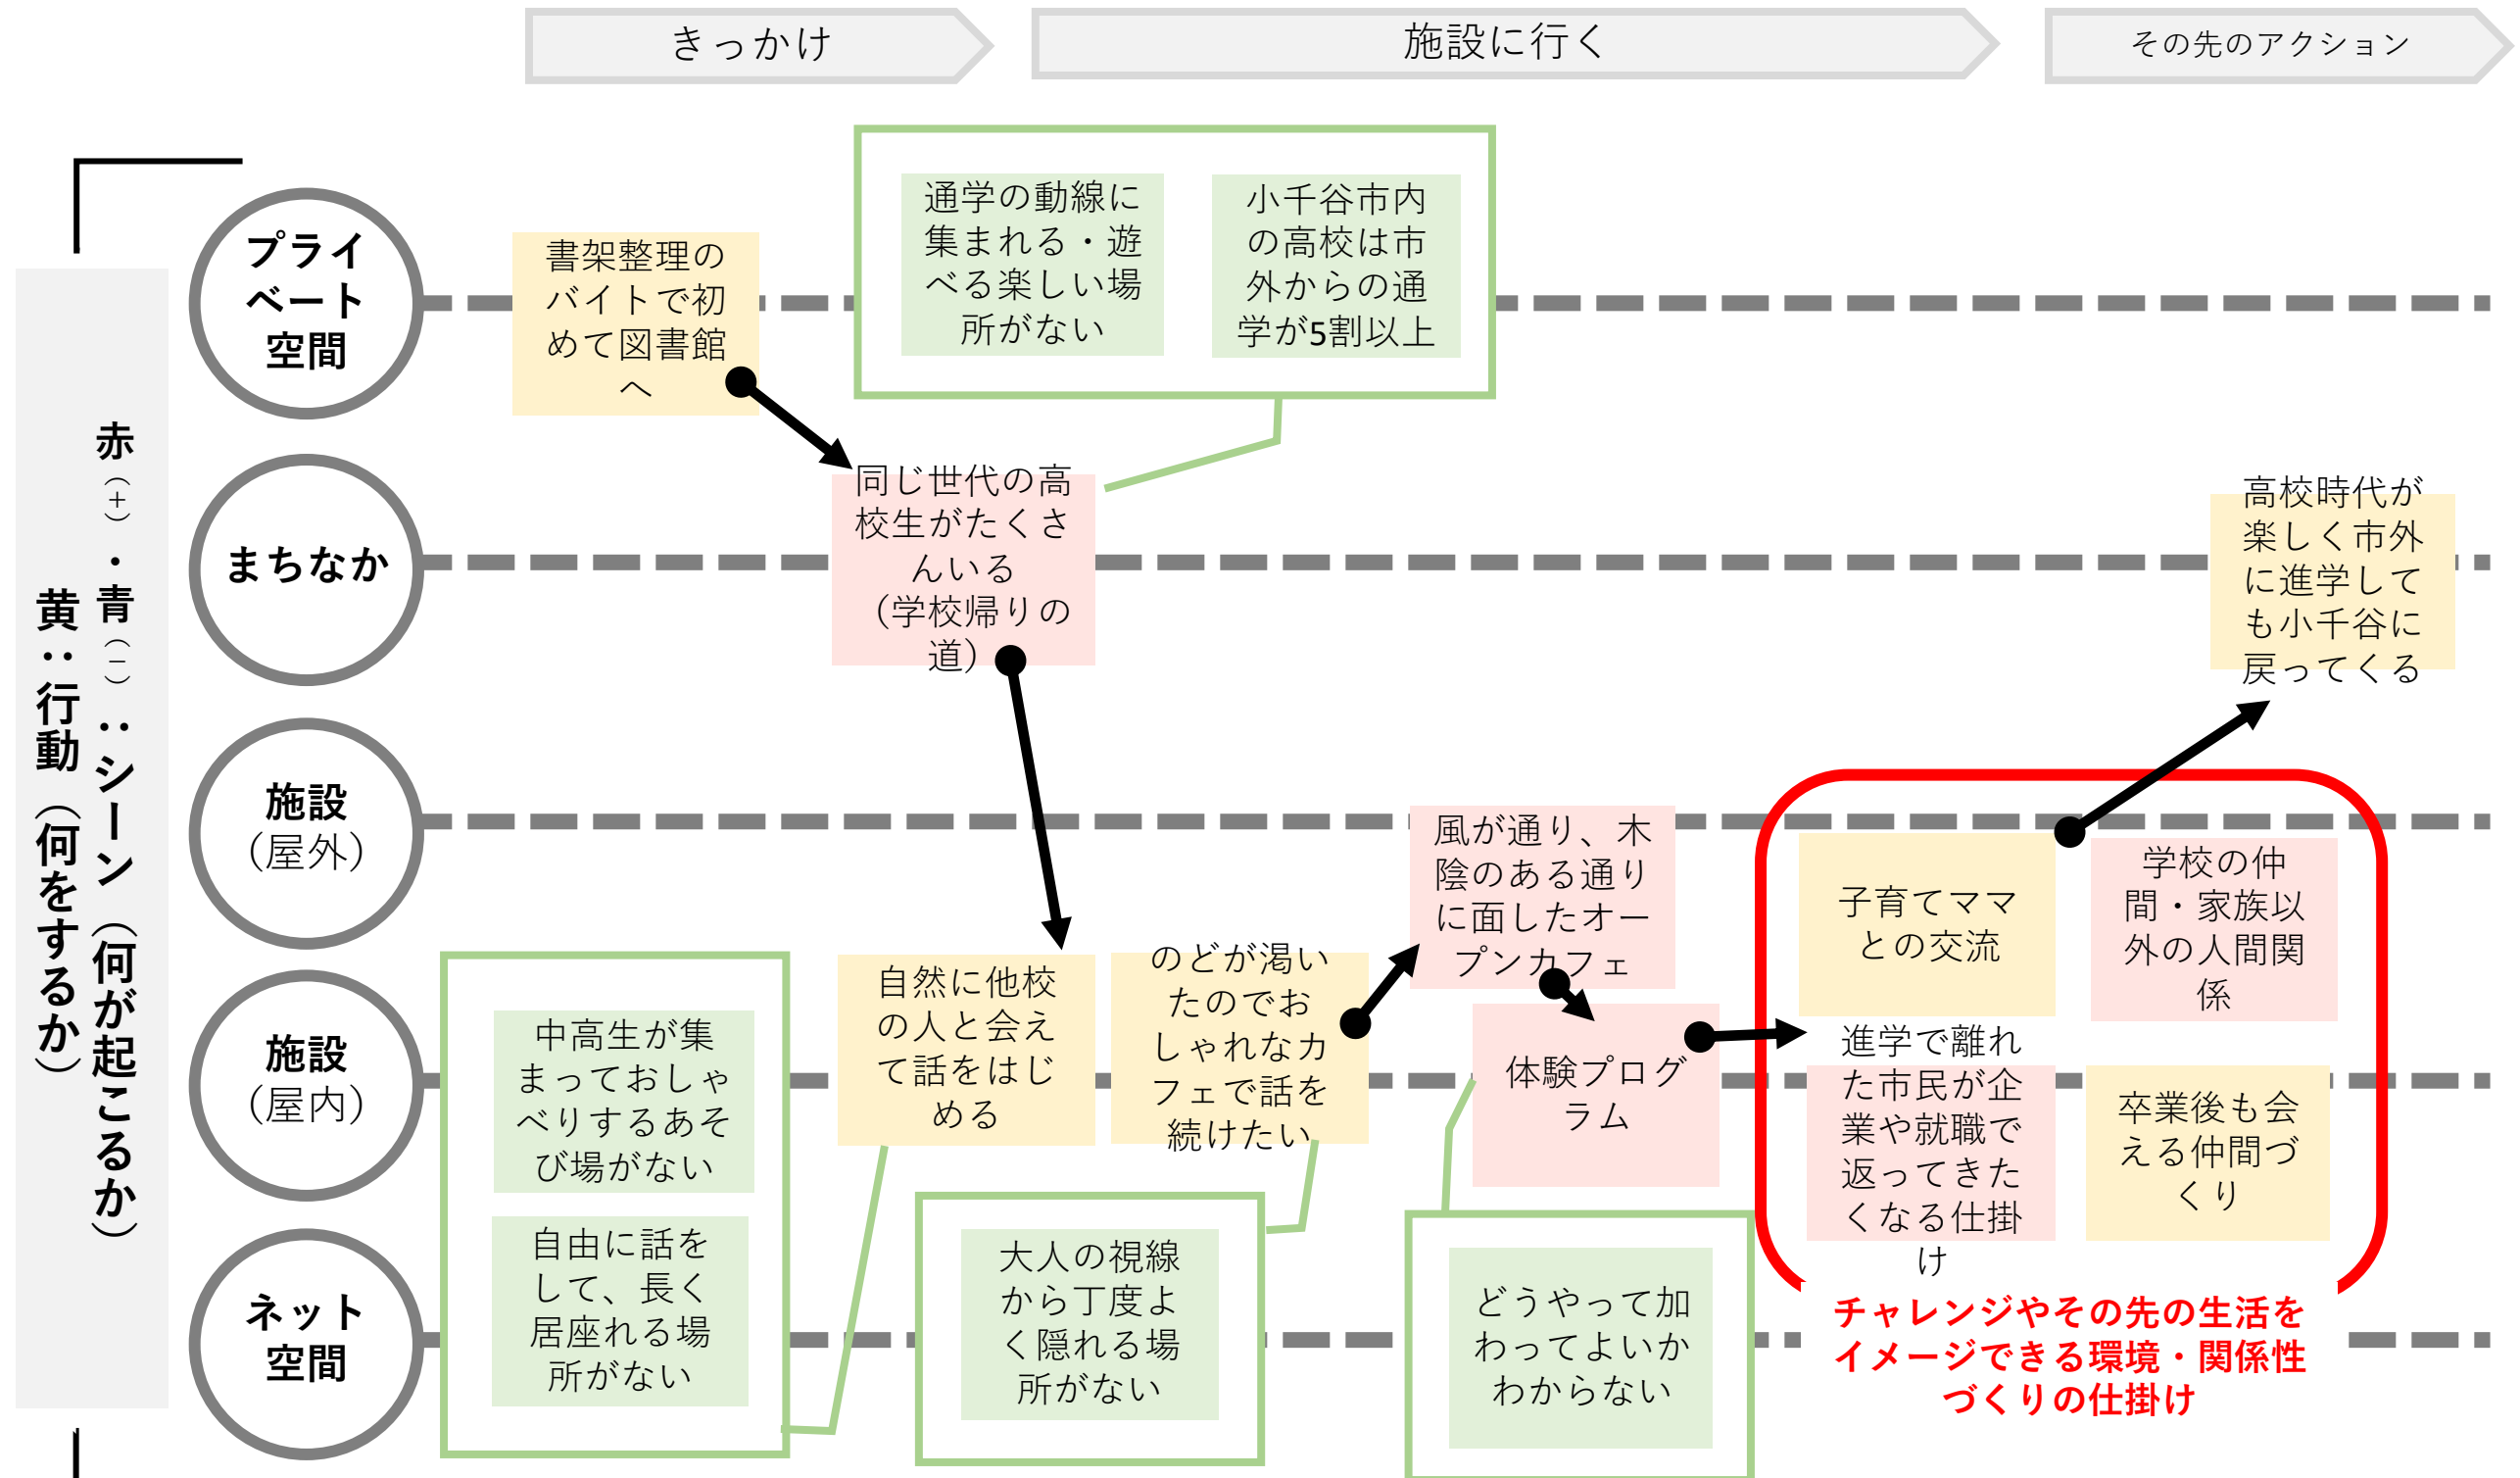 きっかけ
施設に行く
その先のアクション
赤（＋）・青（－）：シーン（何が起こるか）
黄：行動（何をするか）
プライ
ベート
空間
書架整理の
バイトで初
めて図書館
へ
通学の動線に
集まれる・遊
べる楽しい場
所がない
小千谷市内
の高校は市
外からの通
学が5割以上
まちなか
同じ世代の高
校生がたくさ
んいる
（学校帰りの
道）
高校時代が
楽しく市外
に進学して
も小千谷に
戻ってくる
施設
（屋外）
風が通り、木
陰のある通り
に面したオー
プンカフェ
子育てママ
との交流
学校の仲
間・家族以
外の人間関
係
施設
（屋内）
中高生が集
まっておしゃ
べりするあそ
び場がない
自由に話を
して、長く
居座れる場
所がない
自然に他校
の人と会え
て話をはじ
める
のどが渇い
たのでお
しゃれなカ
フェで話を
続けたい
体験プログ
ラム
進学で離れ
た市民が企
業や就職で
返ってきた
くなる仕掛
け
卒業後も会
える仲間づ
くり
ネット
空間
大人の視線
から丁度よ
く隠れる場
所がない
どうやって加
わってよいか
わからない
チャレンジやその先の生活を
イメージできる環境・関係性
づくりの仕掛け